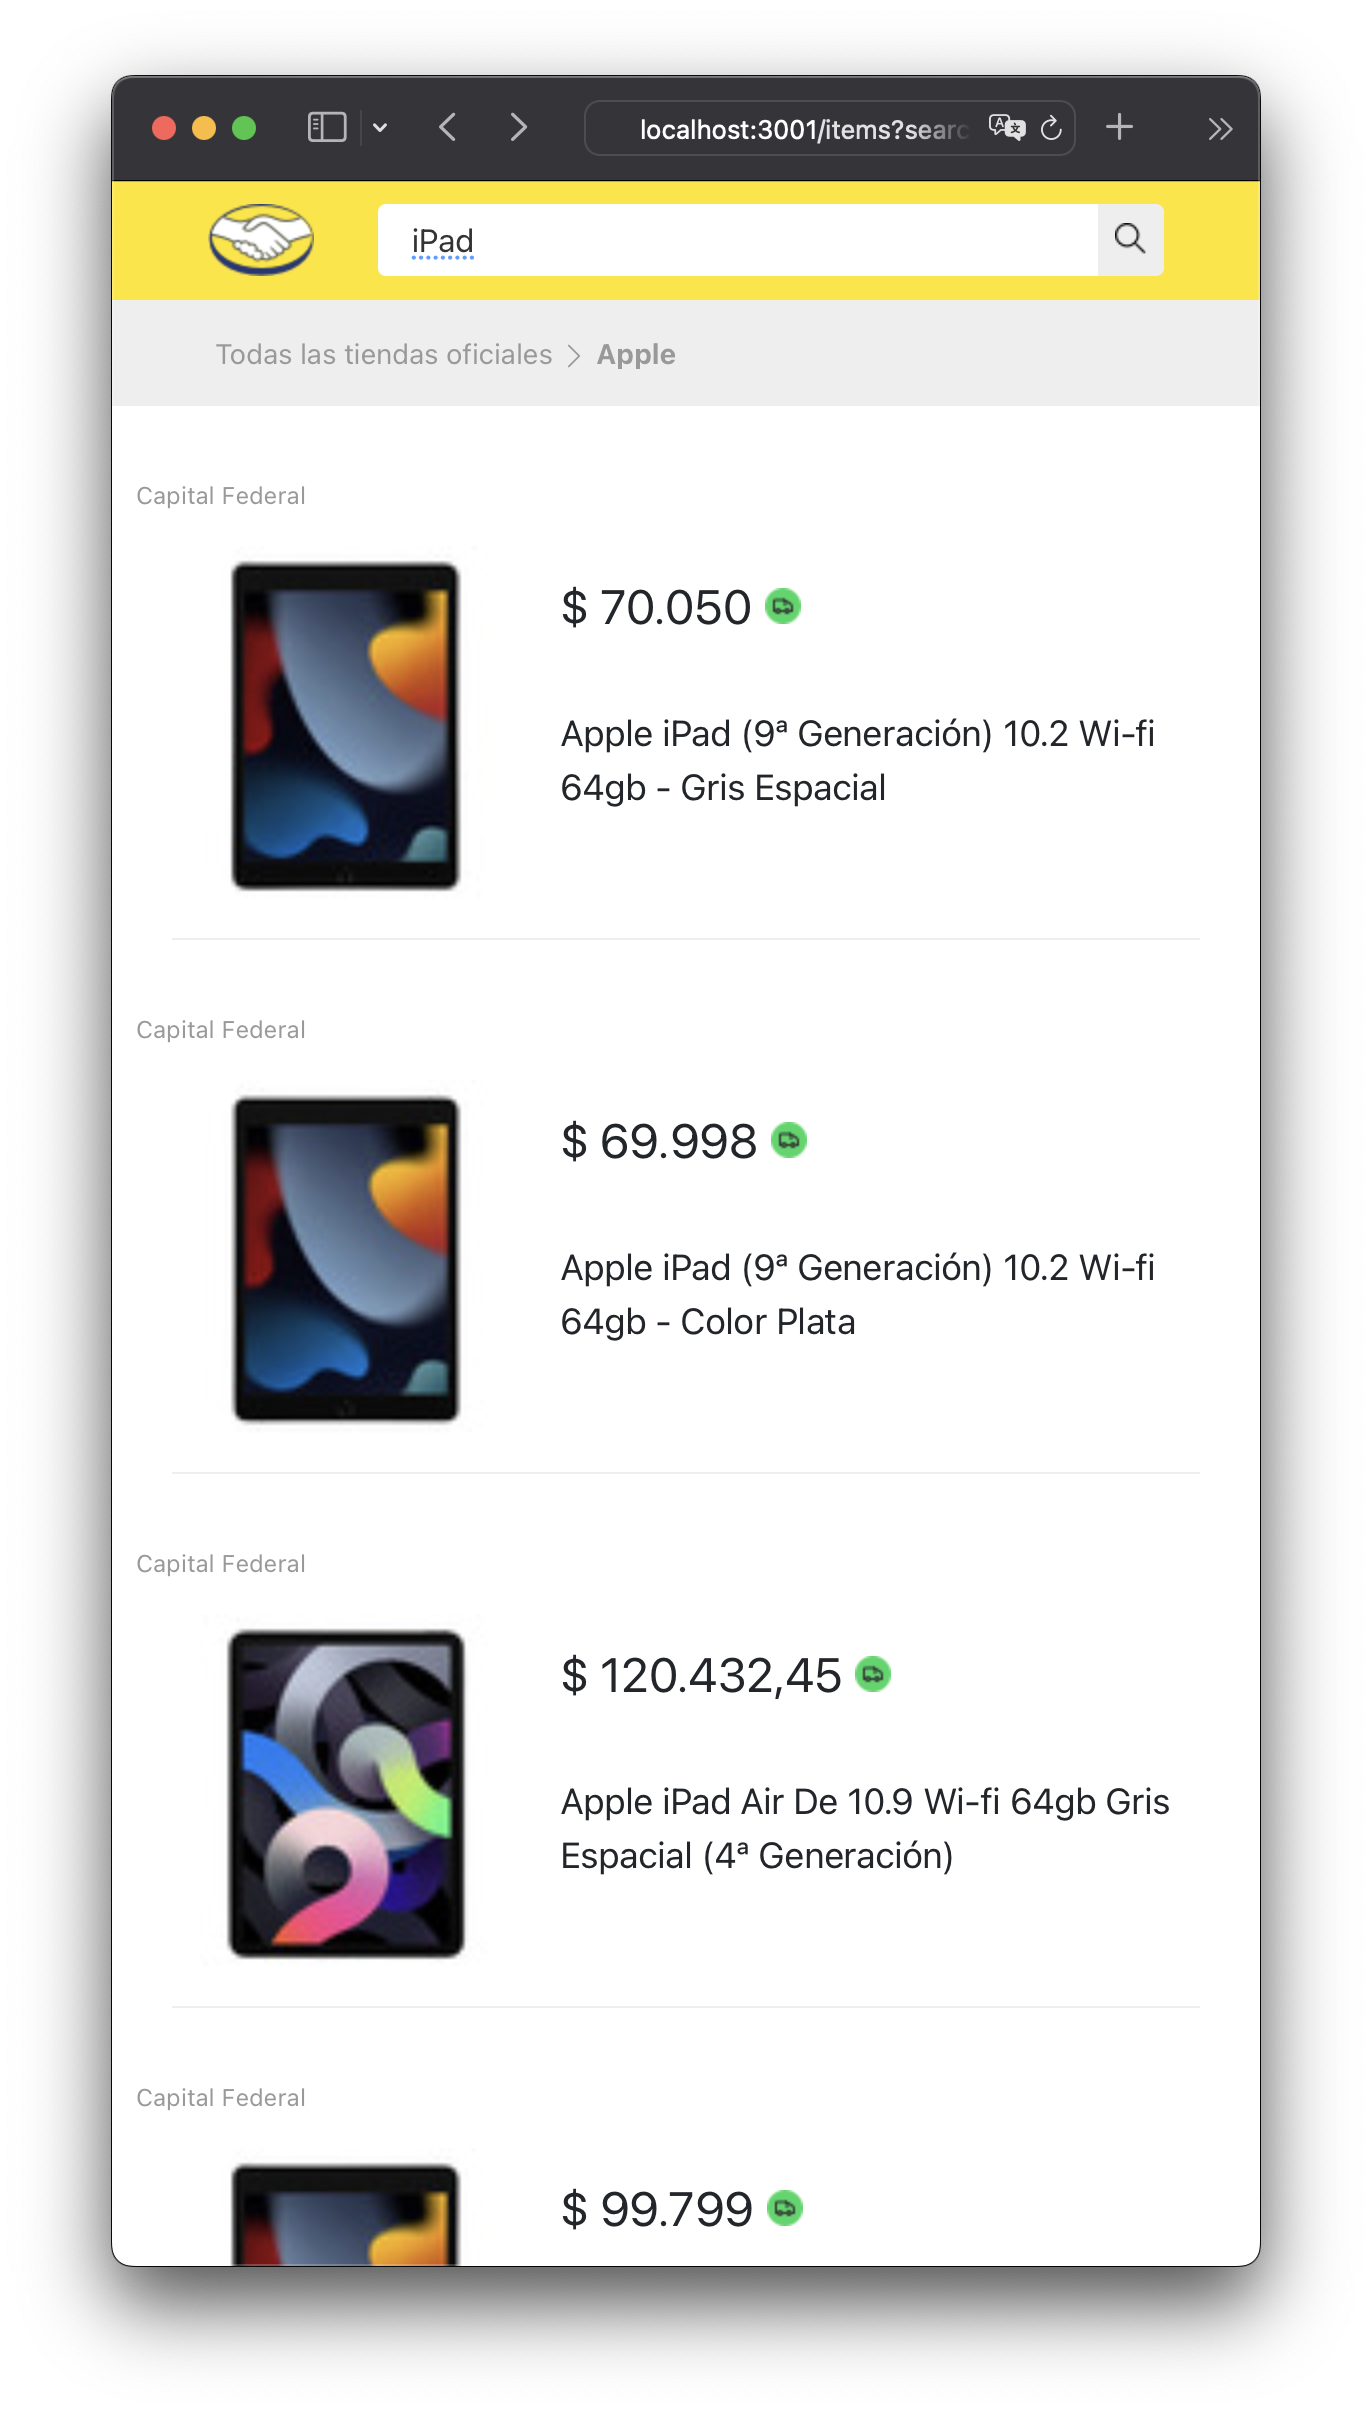 localhost:3001/items?searc
iPad
Todas las tiendas oficiales > Apple
Capital Federal
$ 70.050
Apple iPad (9ª Generación) 10.2 Wi-fi
64gb - Gris Espacial
Capital Federal
$ 69.998
Apple iPad (9ª Generación) 10.2 Wi-fi
64gb - Color Plata
Capital Federal
$ 120.432,45
Apple iPad Air De 10.9 Wi-fi 64gb Gris
Espacial (4ª Generación)
Capital Federal
$ 99.799